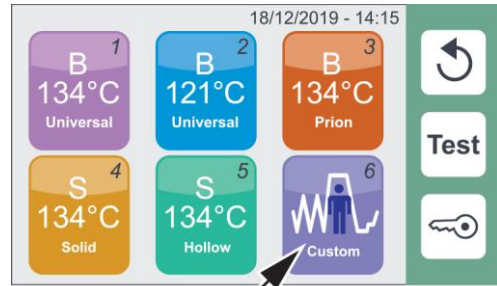 18/12/2019 - 14:15
1
B
134°C
Universal
2
B
121°C
Universal
3
B
134°C
Prion
4
S
134°C
Solid
5
S
134°C
Hollow
6
Custom
Test